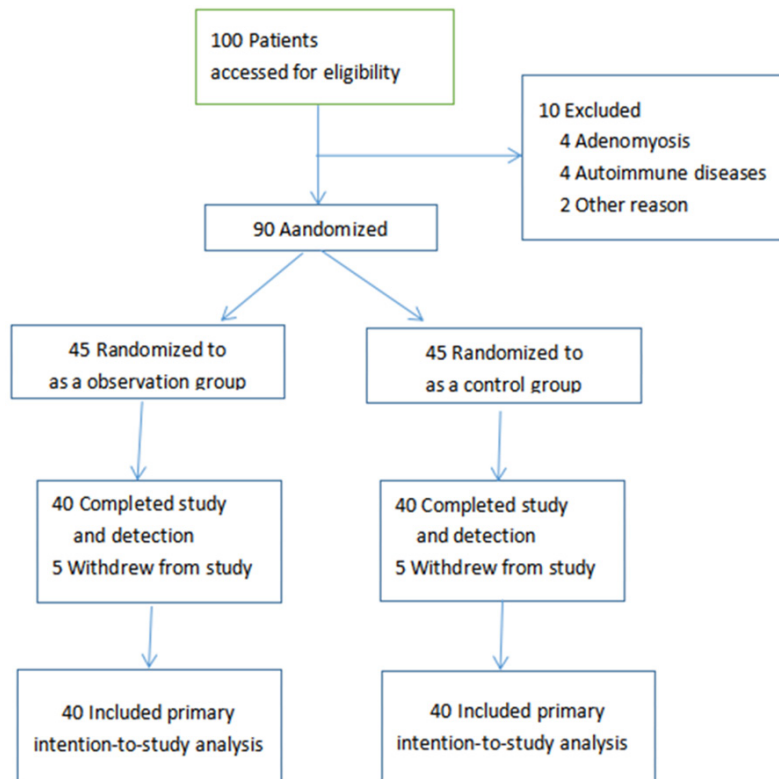 100 Patients
accessed for eligibility
10 Excluded
4 Adenomyosis
4 Autoimmune diseases
2 Other reason
90 Aandomized
45 Randomized to
as a observation group
45 Randomized to
as a control group
40 Completed study
and detection
5 Withdrew from study
40 Completed study
and detection
5 Withdrew from study
40 Included primary
intention-to-study analysis
40 Included primary
intention-to-study analysis